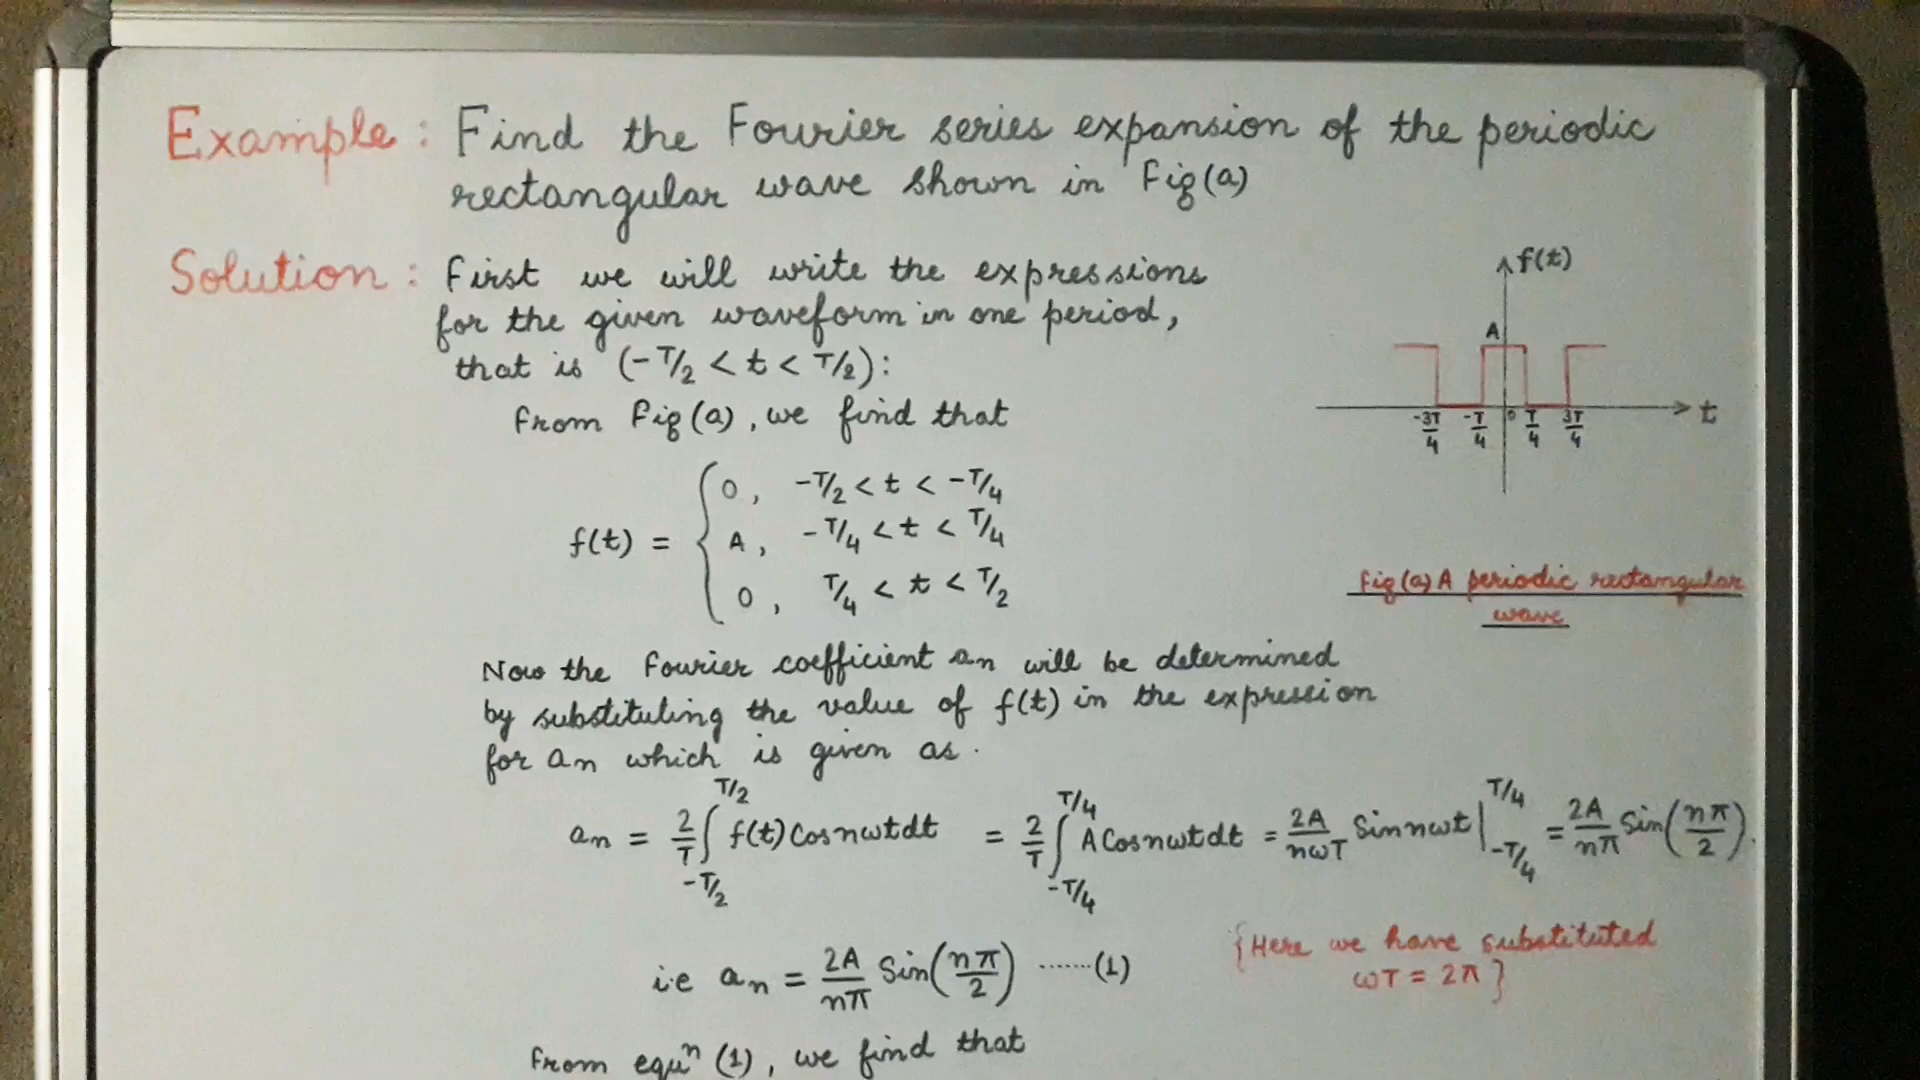 Example: Find the Fourier series expansion of the periodic
rectangular wave shown in Fig(a)
Solution: First we will write the expressions
for the given waveform in one period,
that is (-T/2 < t < T/2):
From Fig(a), we find that
f(t) = { 0, -T/2 < t < -T/4
A, -T/4 < t < T/4
0, T/4 < t < T/2
f(t)
A
-3T/4 -T/4 0 T/4 3T/4 t
Fig(a) A periodic rectangular
wave
Now the Fourier coefficient an will be determined
by substituting the value of f(t) in the expression
for an which is given as.
an = 2/T ∫_{-T/2}^{T/2} f(t) Cos nωt dt = 2/T ∫_{-T/4}^{T/4} A Cos nωt dt = 2A/nωT Sin nωt |_{-T/4}^{T/4} = 2A/nπ Sin(nπ/2).
i.e an = 2A/nπ Sin(nπ/2) ......(1)
{Here we have substituted
ωT = 2π}
From equⁿ (1), we find that